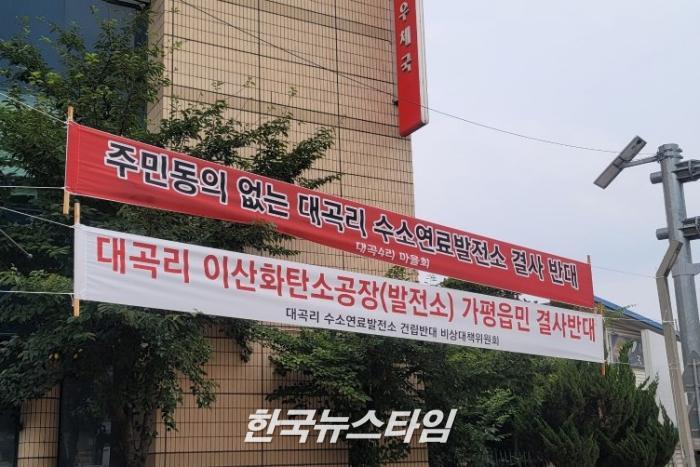 우체국
주민동의 없는 대곡리 수소연료발전소 결사 반대
대곡4리 마을회
대곡리 이산화탄소공장(발전소) 가평읍민 결사반대
대곡리 수소연료발전소 건립반대 비상대책위원회
한국뉴스타임